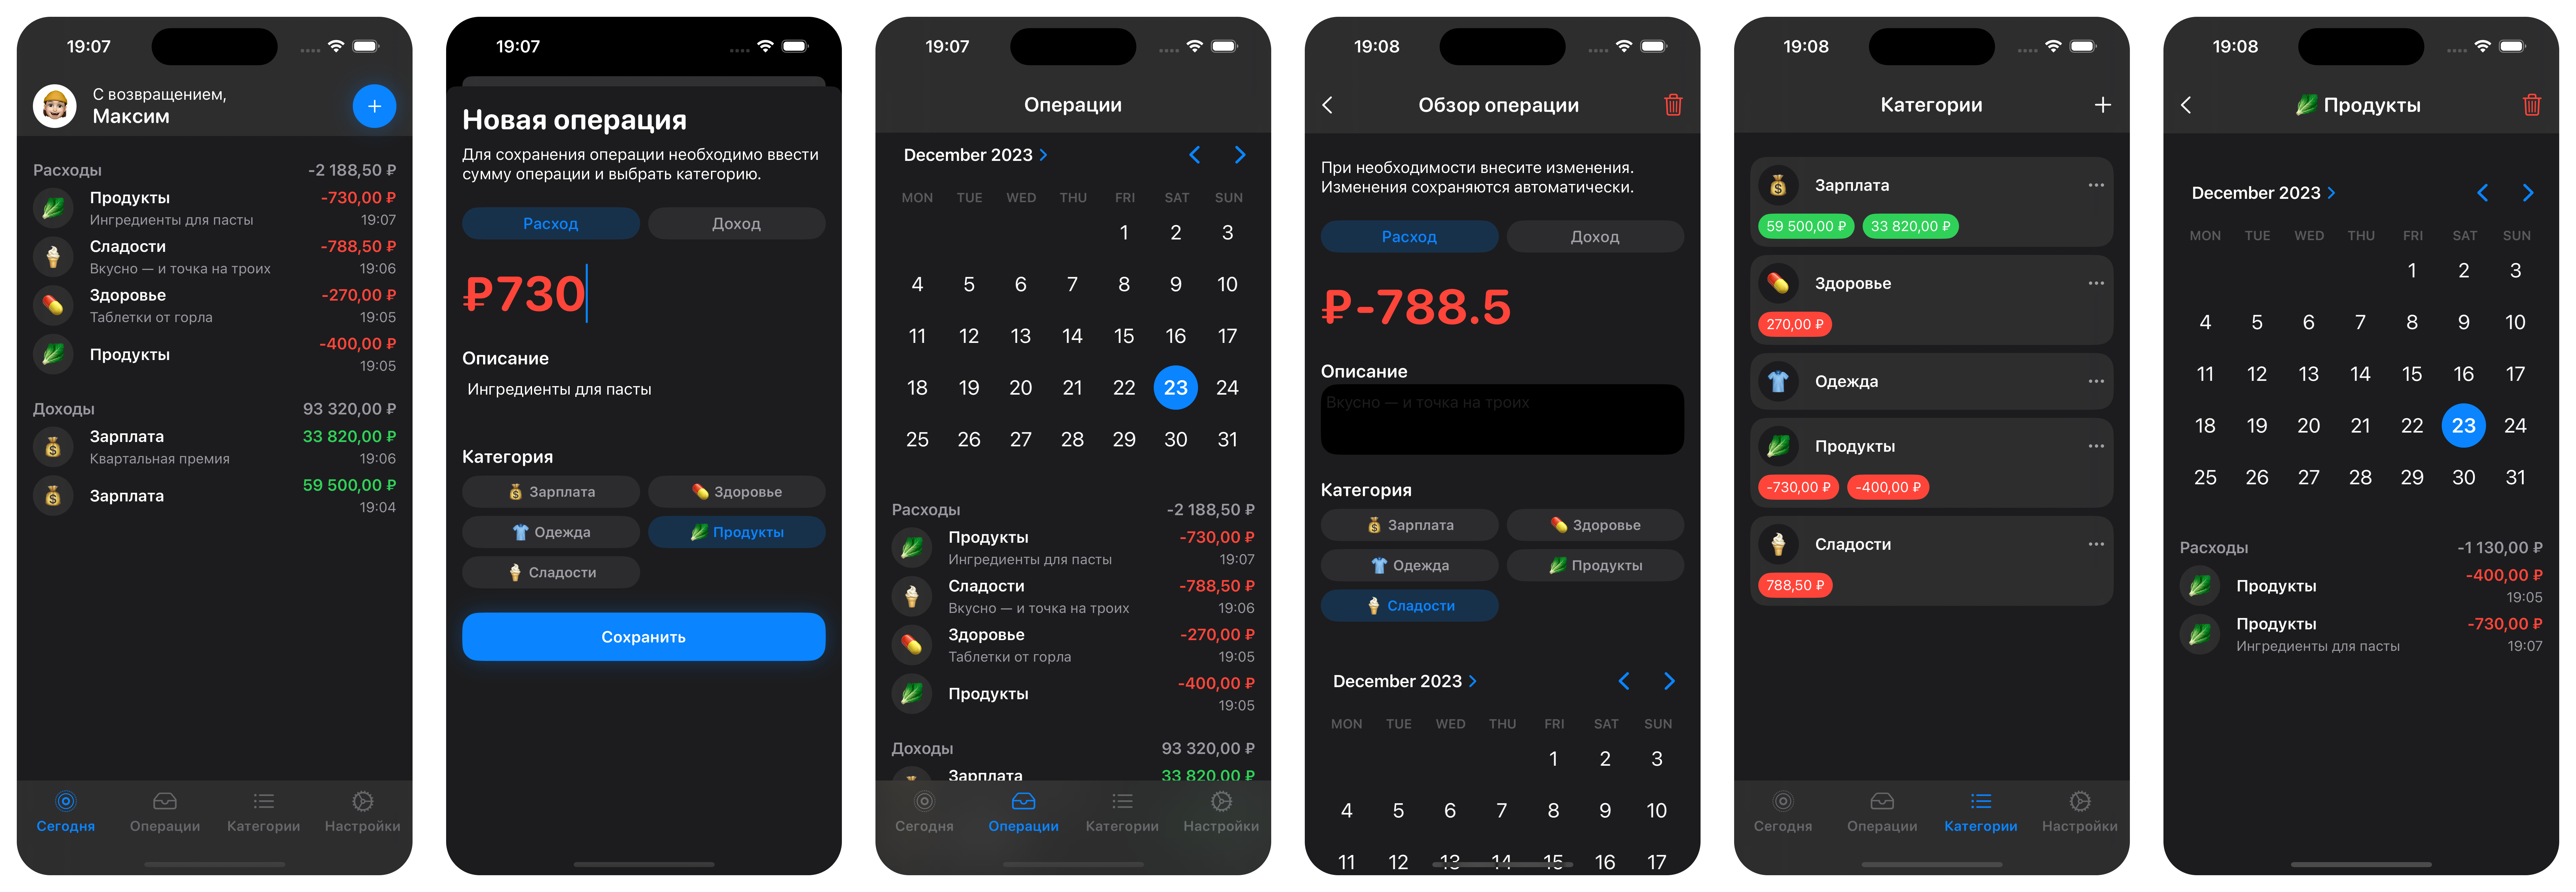 19:07
С возвращением,
Максим
Расходы -2 188,50 ₽
Продукты -730,00 ₽
Ингредиенты для пасты 19:07
Сладости -788,50 ₽
Вкусно — и точка на троих 19:06
Здоровье -270,00 ₽
Таблетки от горла 19:05
Продукты -400,00 ₽
19:05
Доходы 93 320,00 ₽
Зарплата 33 820,00 ₽
Квартальная премия 19:06
Зарплата 59 500,00 ₽
19:04
Сегодня Операции Категории Настройки
19:07
Новая операция
Для сохранения операции необходимо ввести
сумму операции и выбрать категорию.
Расход Доход
₽730
Описание
Ингредиенты для пасты
Категория
Зарплата Здоровье
Одежда Продукты
Сладости
Сохранить
19:07
Операции
December 2023
MON TUE WED THU FRI SAT SUN
1 2 3
4 5 6 7 8 9 10
11 12 13 14 15 16 17
18 19 20 21 22 23 24
25 26 27 28 29 30 31
Расходы -2 188,50 ₽
Продукты -730,00 ₽
Ингредиенты для пасты 19:07
Сладости -788,50 ₽
Вкусно — и точка на троих 19:06
Здоровье -270,00 ₽
Таблетки от горла 19:05
Продукты -400,00 ₽
19:05
Доходы 93 320,00 ₽
Зарплата 33 820,00 ₽
Сегодня Операции Категории Настройки
19:08
Обзор операции
При необходимости внесите изменения.
Изменения сохраняются автоматически.
Расход Доход
₽-788.5
Описание
Вкусно — и точка на троих
Категория
Зарплата Здоровье
Одежда Продукты
Сладости
December 2023
MON TUE WED THU FRI SAT SUN
1 2 3
4 5 6 7 8 9 10
11 12 13 14 15 16 17
19:08
Категории
Зарплата
59 500,00 ₽ 33 820,00 ₽
Здоровье
270,00 ₽
Одежда
Продукты
-730,00 ₽ -400,00 ₽
Сладости
788,50 ₽
Сегодня Операции Категории Настройки
19:08
Продукты
December 2023
MON TUE WED THU FRI SAT SUN
1 2 3
4 5 6 7 8 9 10
11 12 13 14 15 16 17
18 19 20 21 22 23 24
25 26 27 28 29 30 31
Расходы -1 130,00 ₽
Продукты -400,00 ₽
19:05
Продукты -730,00 ₽
Ингредиенты для пасты 19:07